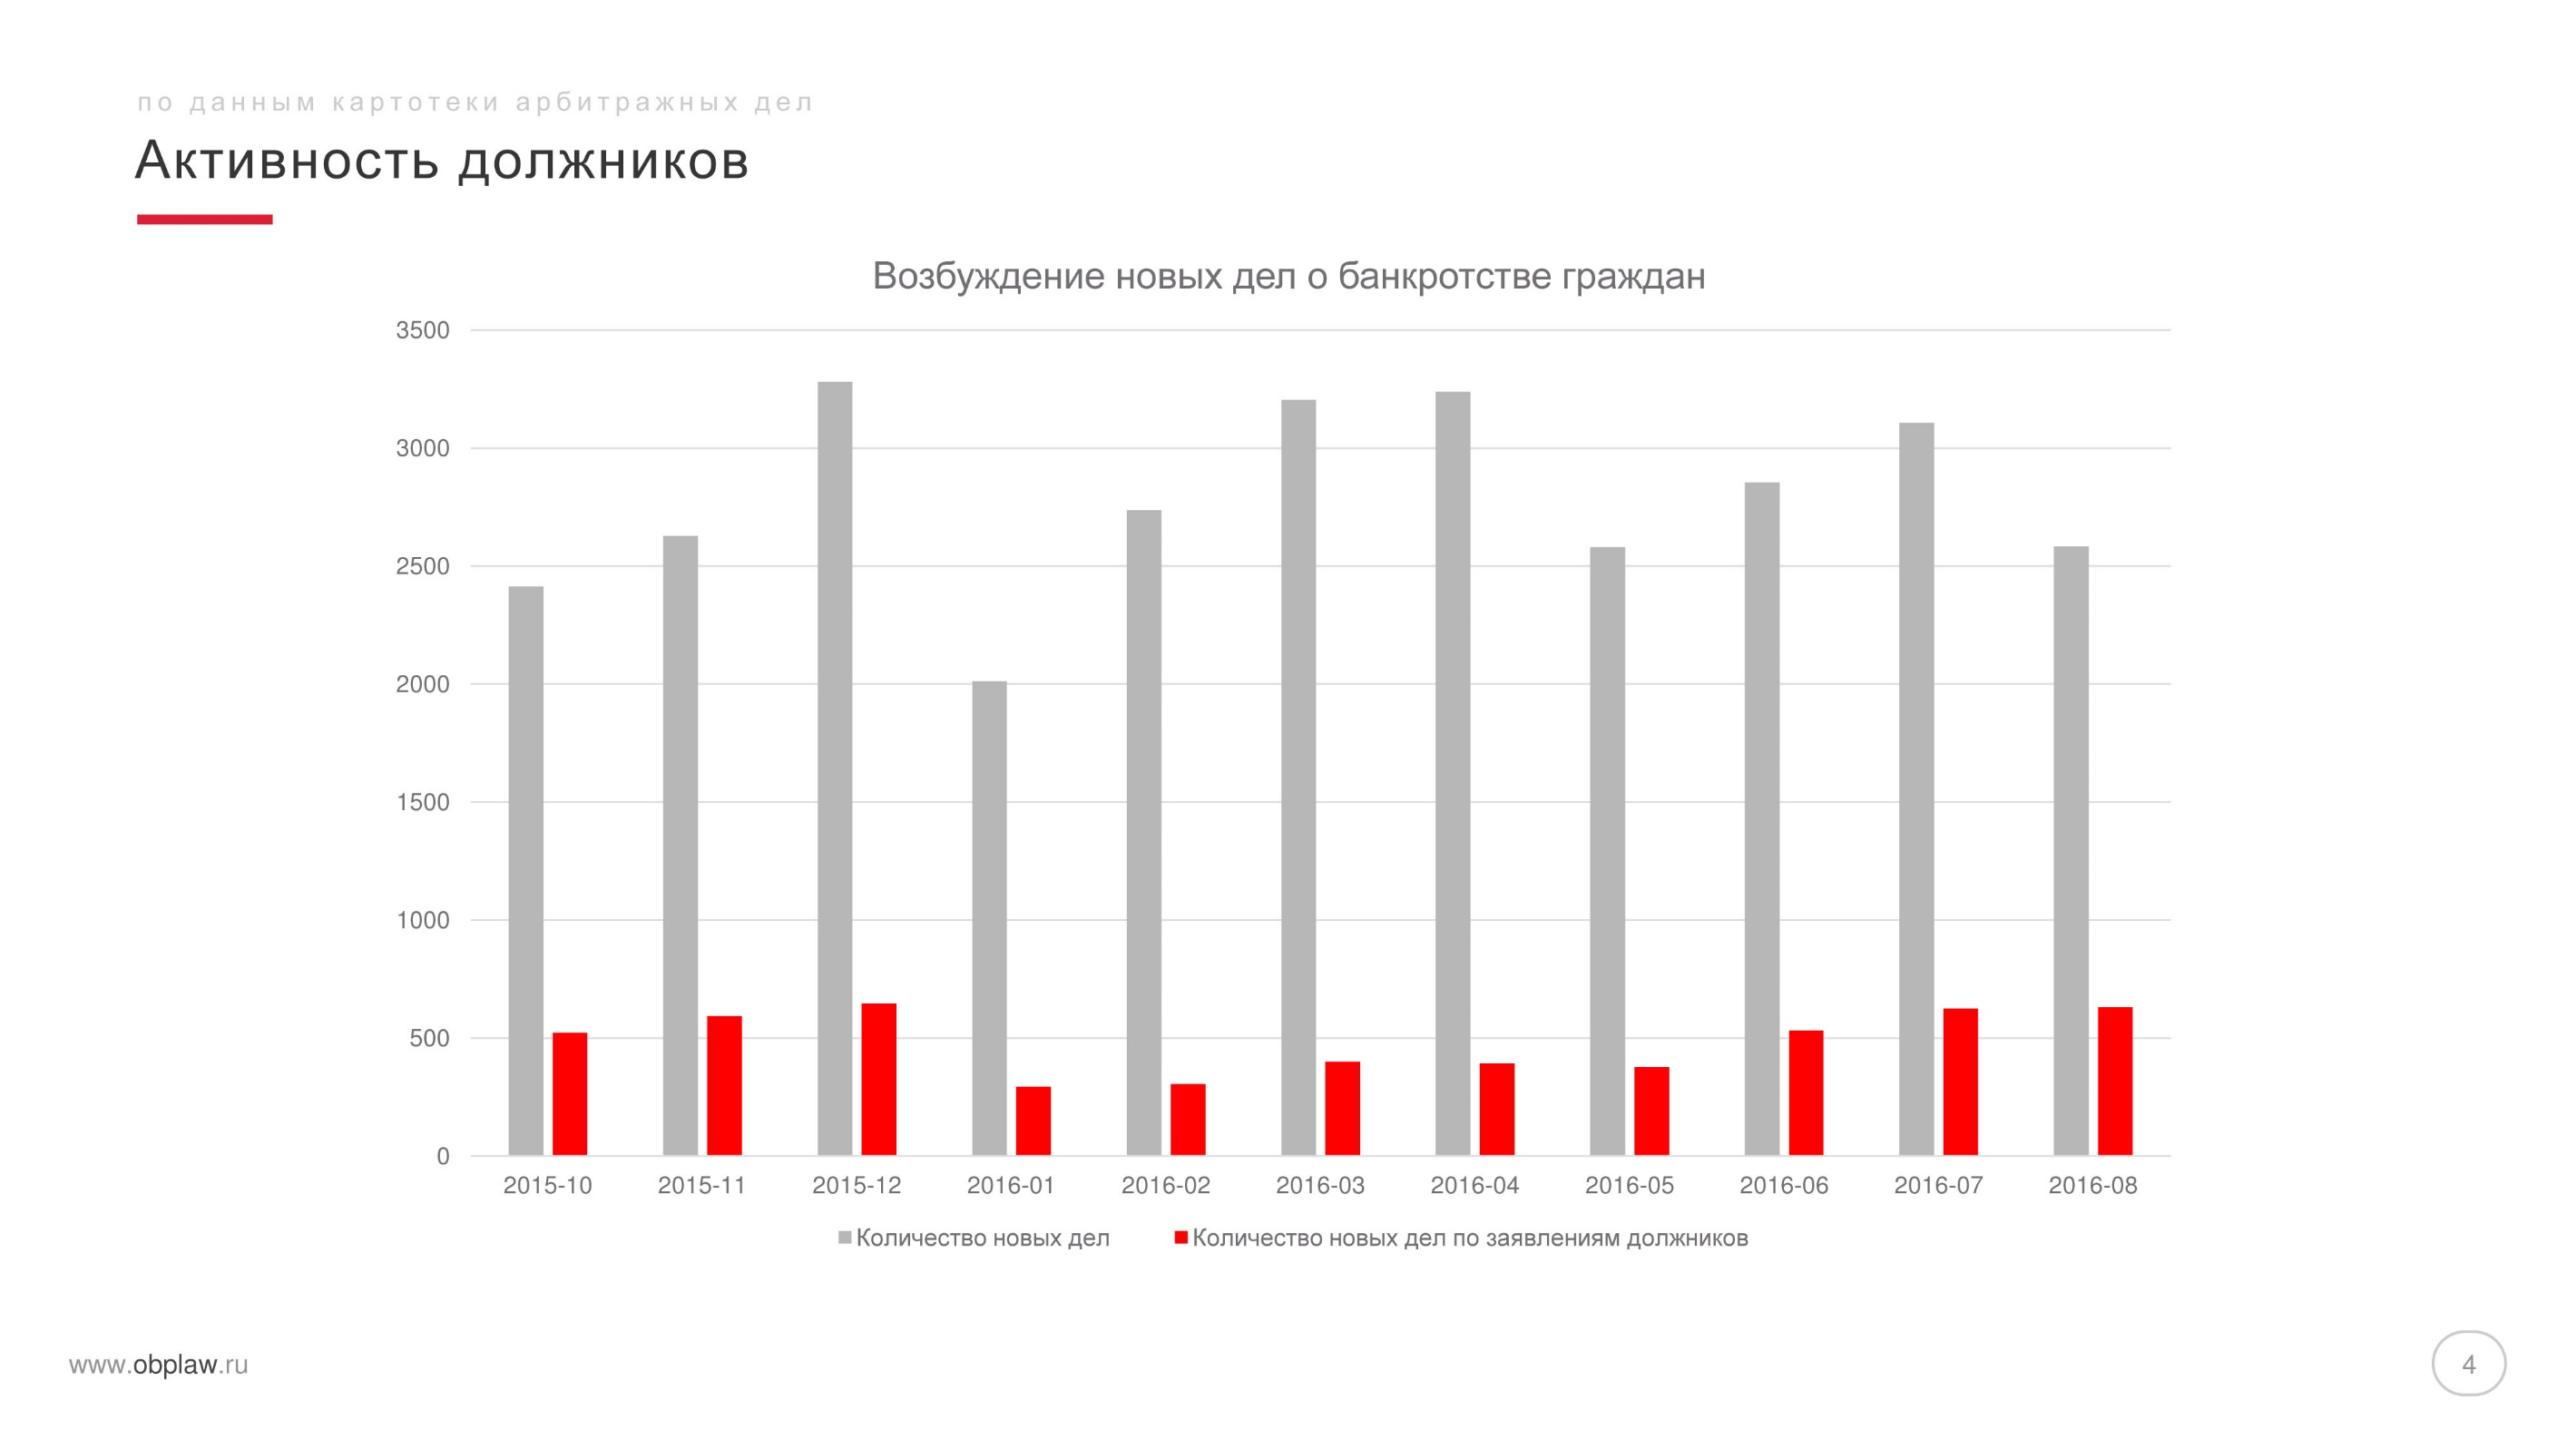 по данным картотеки арбитражных дел
Активность должников
Возбуждение новых дел о банкротстве граждан
3500
3000
2500
2000
1500
1000
500
0
2015-10 2015-11 2015-12 2016-01 2016-02 2016-03 2016-04 2016-05 2016-06 2016-07 2016-08
Количество новых дел Количество новых дел по заявлениям должников
www.obplaw.ru 4